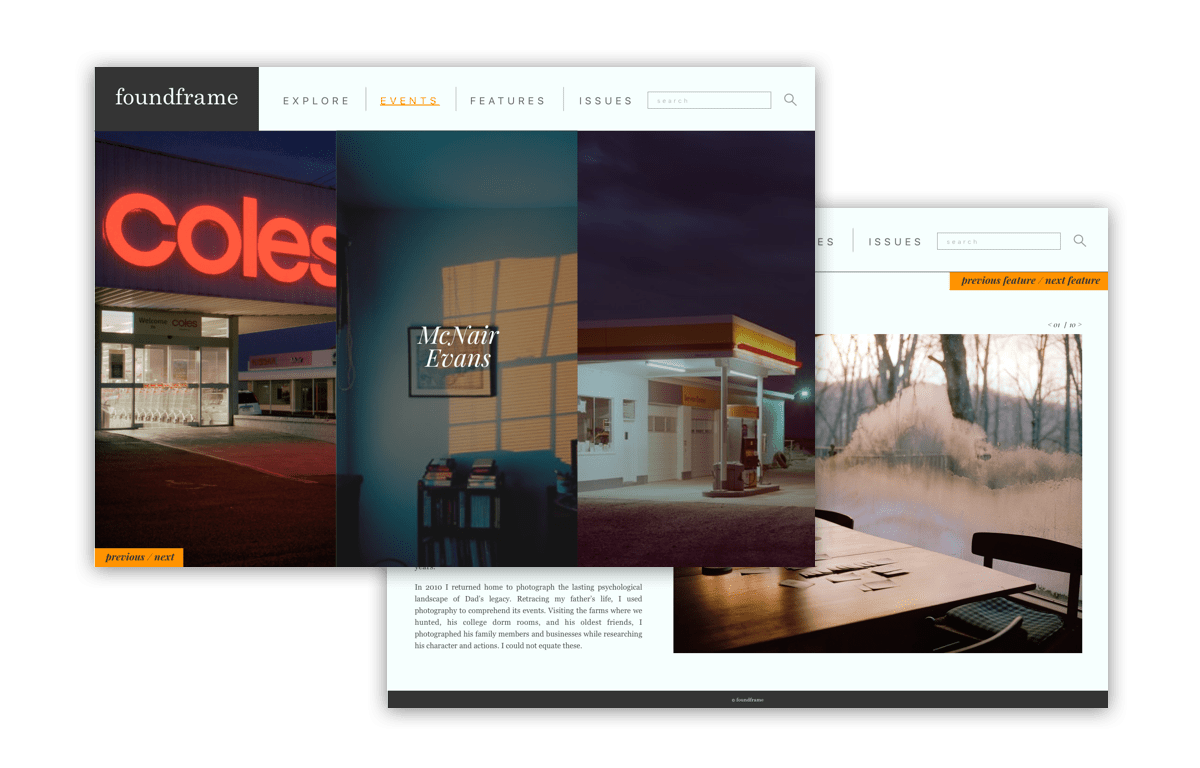 foundframe
EXPLORE
EVENTS
FEATURES
ISSUES
search
Coles
Welcome
coles
McNair
Evans
previous / next
ES
ISSUES
search
previous feature / next feature
< 01 / 10 >
years.
In 2010 I returned home to photograph the lasting psychological
landscape of Dad's legacy. Retracing my father's life, I used
photography to comprehend its events. Visiting the farms where we
hunted, his college dorm rooms, and his oldest friends, I
photographed his family members and businesses while researching
his character and actions. I could not equate these.
foundframe